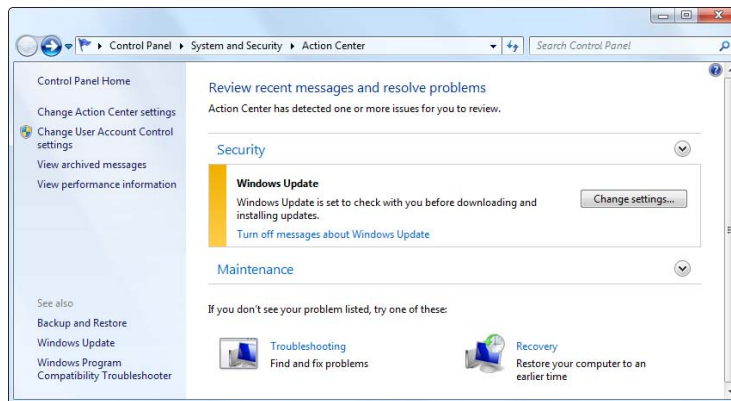 Control Panel ▸ System and Security ▸ Action Center
Search Control Panel
Control Panel Home
Change Action Center settings
Change User Account Control
settings
View archived messages
View performance information
See also
Backup and Restore
Windows Update
Windows Program
Compatibility Troubleshooter
Review recent messages and resolve problems
Action Center has detected one or more issues for you to review.
Security
Windows Update
Windows Update is set to check with you before downloading and
installing updates.
Change settings...
Turn off messages about Windows Update
Maintenance
If you don't see your problem listed, try one of these:
Troubleshooting
Find and fix problems
Recovery
Restore your computer to an
earlier time